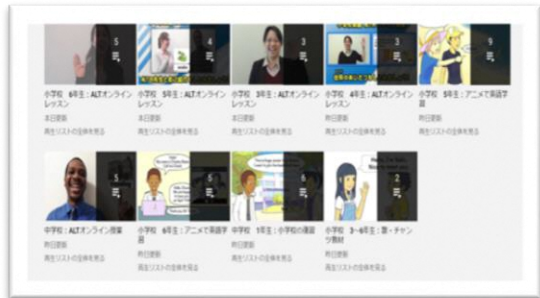 5
4
3
3
9
小学校 6年生：ALTオンライン
レッスン
本日更新
再生リストの全体を見る
小学校 5年生：ALTオンライン
レッスン
本日更新
再生リストの全体を見る
小学校 3年生：ALTオンライン
レッスン
本日更新
再生リストの全体を見る
小学校 4年生：ALTオンライン
レッスン
昨日更新
再生リストの全体を見る
小学校 5年生：アニメで英語学
習
昨日更新
再生リストの全体を見る
5
6
6
2
中学校：ALTオンライン授業
昨日更新
再生リストの全体を見る
小学校 6年生：アニメで英語学
習
昨日更新
再生リストの全体を見る
中学校 1年生：小学校の復習
昨日更新
再生リストの全体を見る
小学校 3~6年生：歌・チャン
ツ教材
昨日更新
再生リストの全体を見る